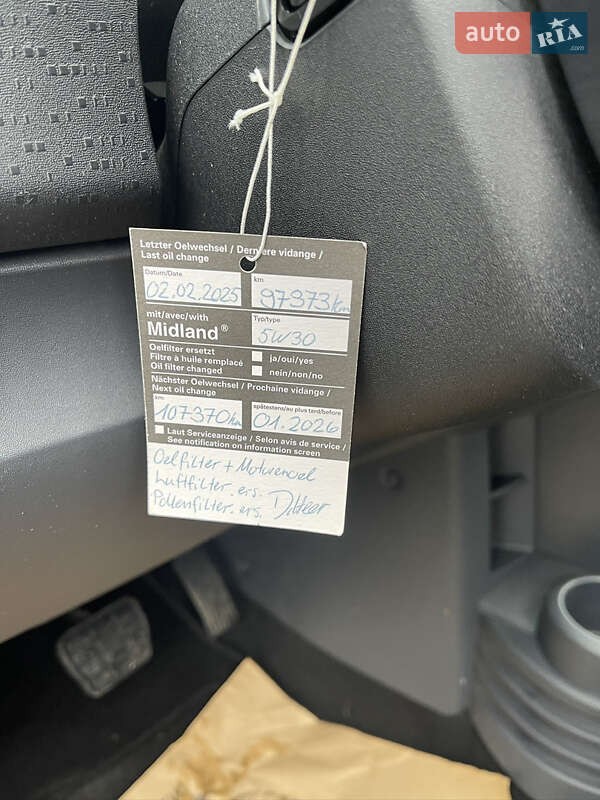 auto RIA .com
Letzter Oelwechsel / Dernière vidange /
Last oil change
Datum/Date
km
02.02.2025
97373km
mit/avec/with
Midland®
Typ/type
5W30
Oelfilter ersetzt
Filtre à huile remplacé
Oil filter changed
ja/oui/yes
nein/non/no
Nächster Oelwechsel / Prochaine vidange /
Next oil change
km
spätestens/au plus tard/before
107370km
01.2026
Laut Serviceanzeige / Selon avis de service /
See notification on information screen
Oelfilter + Motorenoel
Luftfilter.ers.
Pollenfilter.ers.